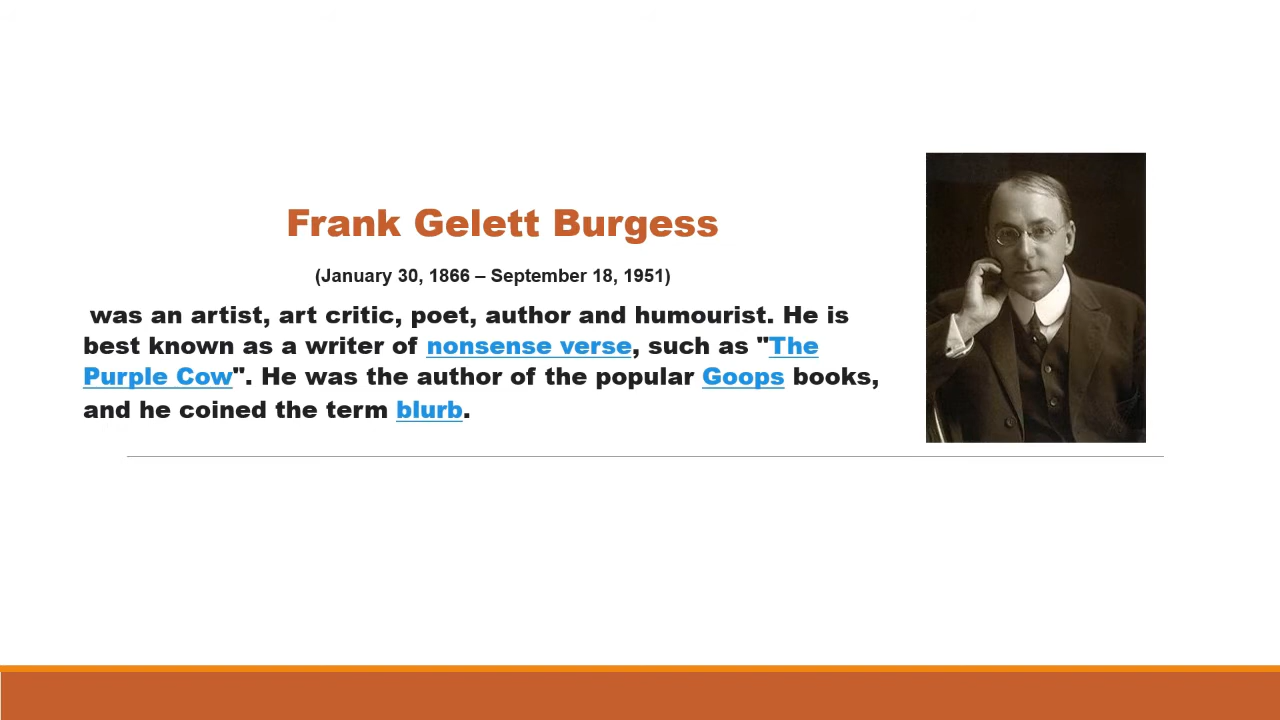 Frank Gelett Burgess
(January 30, 1866 – September 18, 1951)
was an artist, art critic, poet, author and humourist. He is
best known as a writer of nonsense verse, such as "The
Purple Cow". He was the author of the popular Goops books,
and he coined the term blurb.